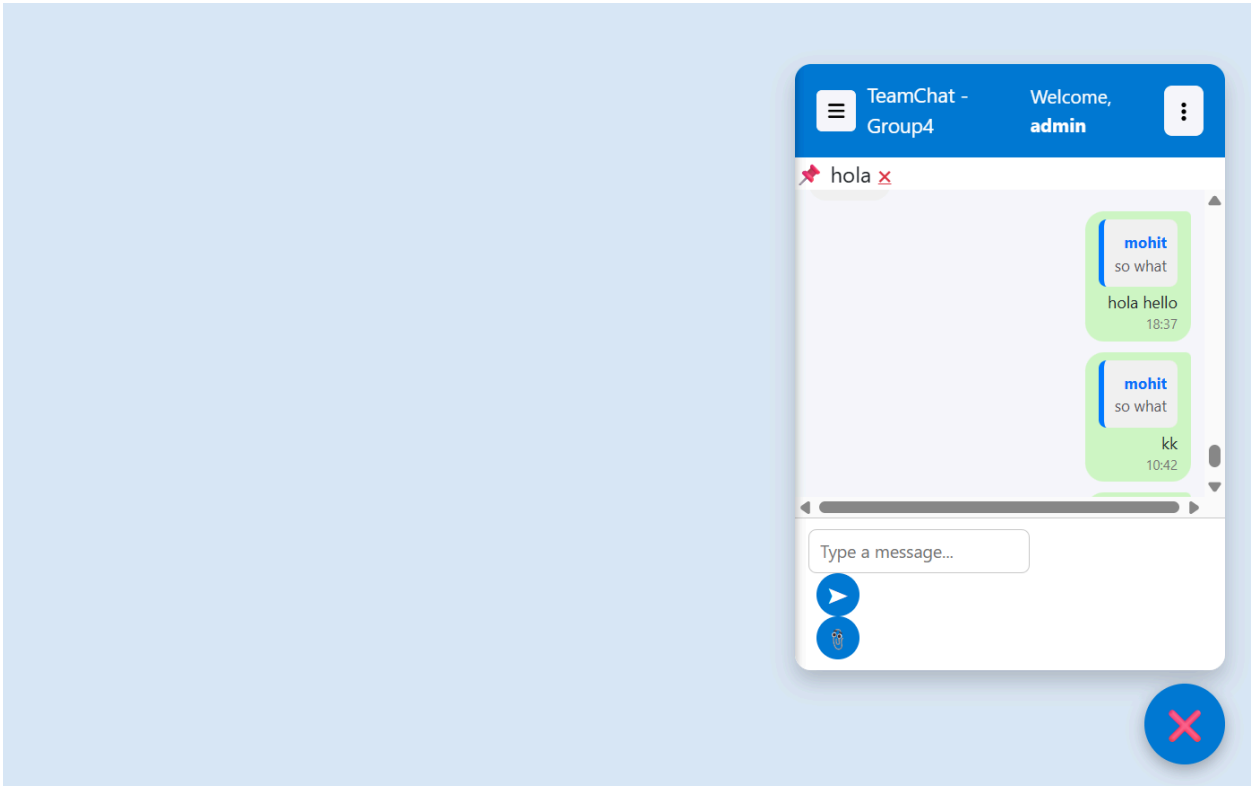 TeamChat -
Group4
Welcome,
admin
hola
mohit
so what
hola hello
18:37
mohit
so what
kk
10:42
Type a message...